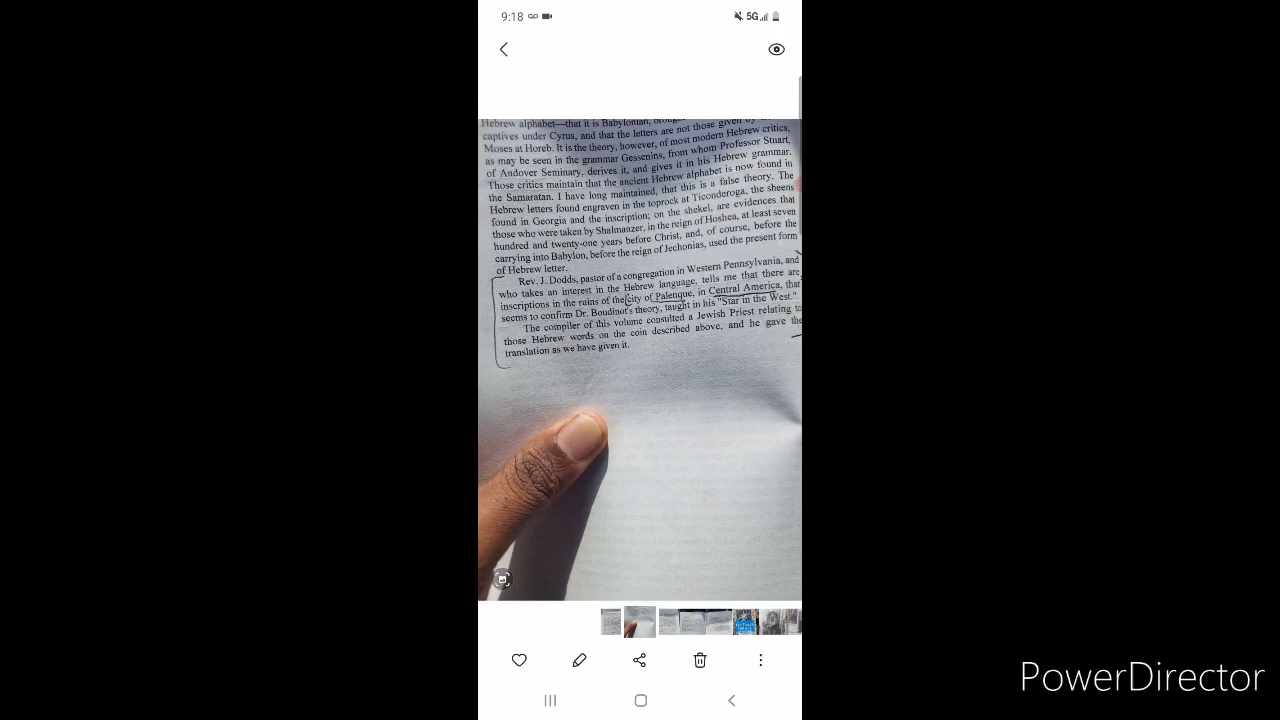 9:18
5G
Hebrew alphabet—that it is Babylonian,
captives under Cyrus, and that the letters are not those given by
Moses at Horeb. It is the theory, however, of most modern Hebrew critics,
as may be seen in the grammar Gessenins, from whom Professor Stuart,
of Andover Seminary, derives it, and gives it in his Hebrew grammar.
Those critics maintain that the ancient Hebrew alphabet is now found in
the Samaratan. I have long maintained, that this is a false theory. The
Hebrew letters found engraven in the toprock at Ticonderoga, the sheens
found in Georgia and the inscription; on the shekel, are evidences that
those who were taken by Shalmanzer, in the reign of Hoshea, at least seven
hundred and twenty-one years before Christ, and, of course, before the
carrying into Babylon, before the reign of Jechonias, used the present form
of Hebrew letter.
Rev. J. Dodds, pastor of a congregation in Western Pennsylvania, and
who takes an interest in the Hebrew language, tells me that there are
inscriptions in the ruins of the city of Palenque, in Central America, that
seems to confirm Dr. Boudinot's theory, taught in his "Star in the West."
The compiler of this volume consulted a Jewish Priest relating to
those Hebrew words on the coin described above, and he gave the
translation as we have given it.
PowerDirector